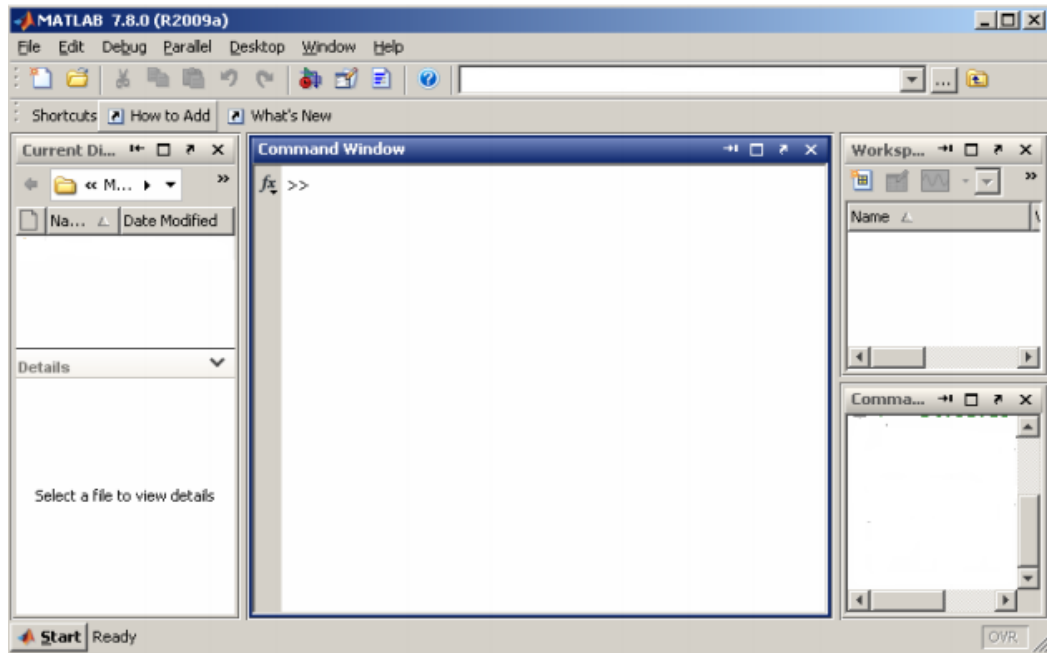 MATLAB 7.8.0 (R2009a)
File Edit Debug Parallel Desktop Window Help
Shortcuts How to Add What's New
Current Di...
« M...
Na... Date Modified
Details
Select a file to view details
Command Window
fx >>
Worksp...
Name
Comma...
Start Ready
OVR